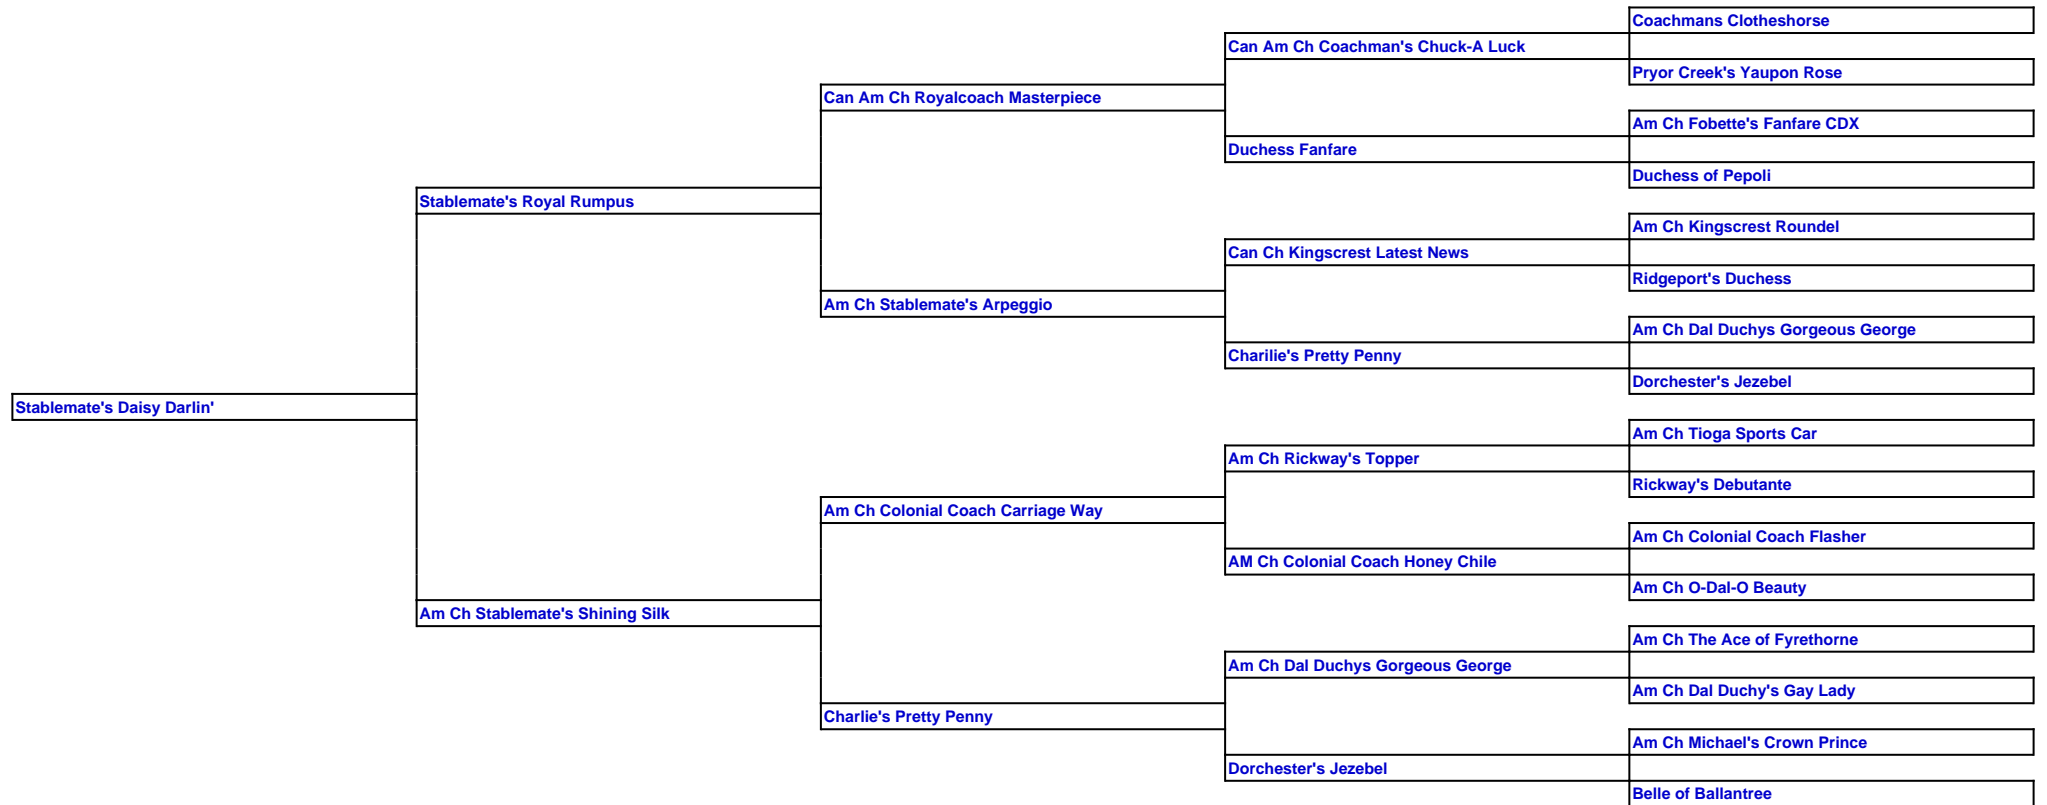 Coachmans Clotheshorse
Can Am Ch Coachman's Chuck-A Luck
Pryor Creek's Yaupon Rose
Can Am Ch Royalcoach Masterpiece
Am Ch Fobette's Fanfare CDX
Duchess Fanfare
Duchess of Pepoli
Stablemate's Royal Rumpus
Am Ch Kingscrest Roundel
Can Ch Kingscrest Latest News
Ridgeport's Duchess
Am Ch Stablemate's Arpeggio
Am Ch Dal Duchys Gorgeous George
Charilie's Pretty Penny
Dorchester's Jezebel
Stablemate's Daisy Darlin'
Am Ch Tioga Sports Car
Am Ch Rickway's Topper
Rickway's Debutante
Am Ch Colonial Coach Carriage Way
Am Ch Colonial Coach Flasher
AM Ch Colonial Coach Honey Chile
Am Ch O-Dal-O Beauty
Am Ch Stablemate's Shining Silk
Am Ch The Ace of Fyrethorne
Am Ch Dal Duchys Gorgeous George
Am Ch Dal Duchy's Gay Lady
Charlie's Pretty Penny
Am Ch Michael's Crown Prince
Dorchester's Jezebel
Belle of Ballantree